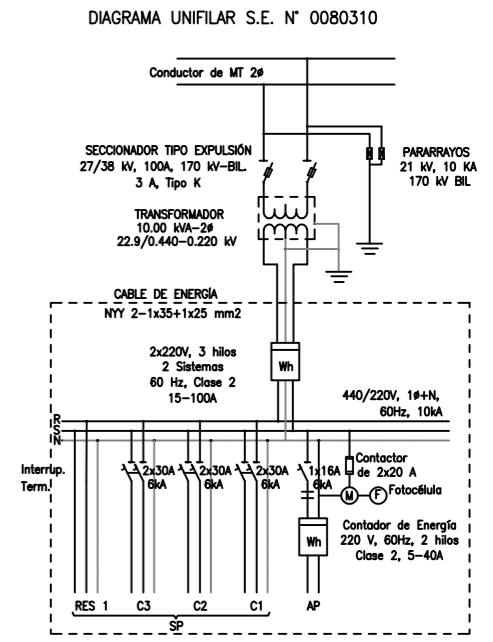 DIAGRAMA UNIFILAR S.E. N° 0080310
Conductor de MT 2ø
SECCIONADOR TIPO EXPULSIÓN
27/38 kV, 100A, 170 kV-BIL.
3 A, Tipo K
PARARRAYOS
21 kV, 10 KA
170 kV BIL
TRANSFORMADOR
10.00 kVA-2ø
22.9/0.440-0.220 kV
CABLE DE ENERGÍA
NYY 2-1x35+1x25 mm2
2x220V, 3 hilos
2 Sistemas
60 Hz, Clase 2
15-100A
Wh
440/220V, 1ø+N,
60Hz, 10kA
R
S
N
Interrup.
Term.
2x30A
6kA
2x30A
6kA
2x30A
6kA
1x16A
6kA
Contactor
de 2x20 A
M
F
Fotocélula
Wh
Contador de Energía
220 V, 60Hz, 2 hilos
Clase 2, 5-40A
RES 1
C3
C2
C1
AP
SP